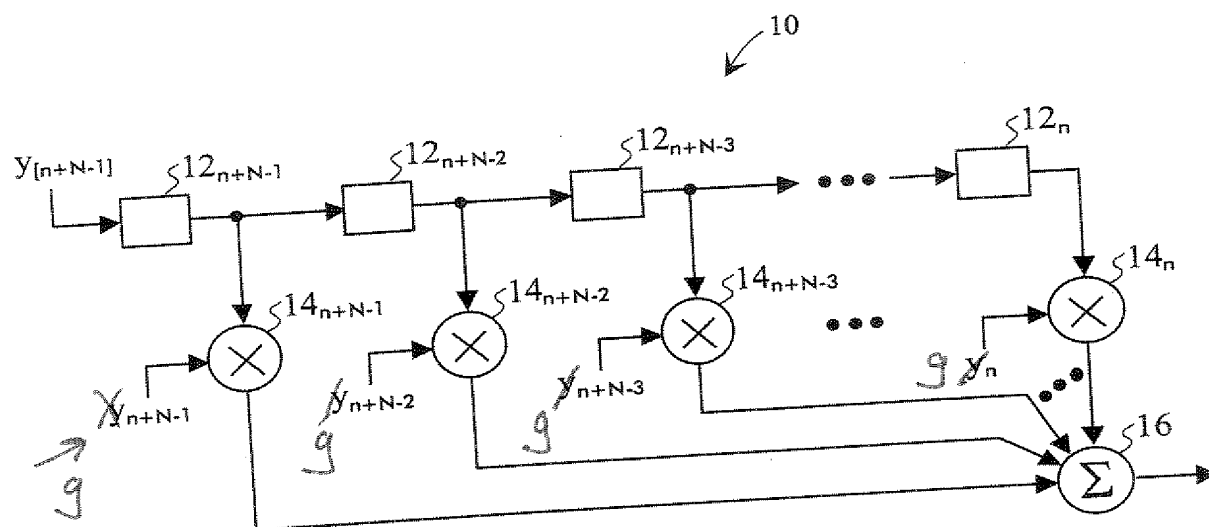 10
12n+N-1
12n+N-2
12n+N-3
12n
y[n+N-1]
14n+N-1
14n+N-2
14n+N-3
14n
yn+N-1
yn+N-2
yn+N-3
g yn
g
g
g
16
Σ